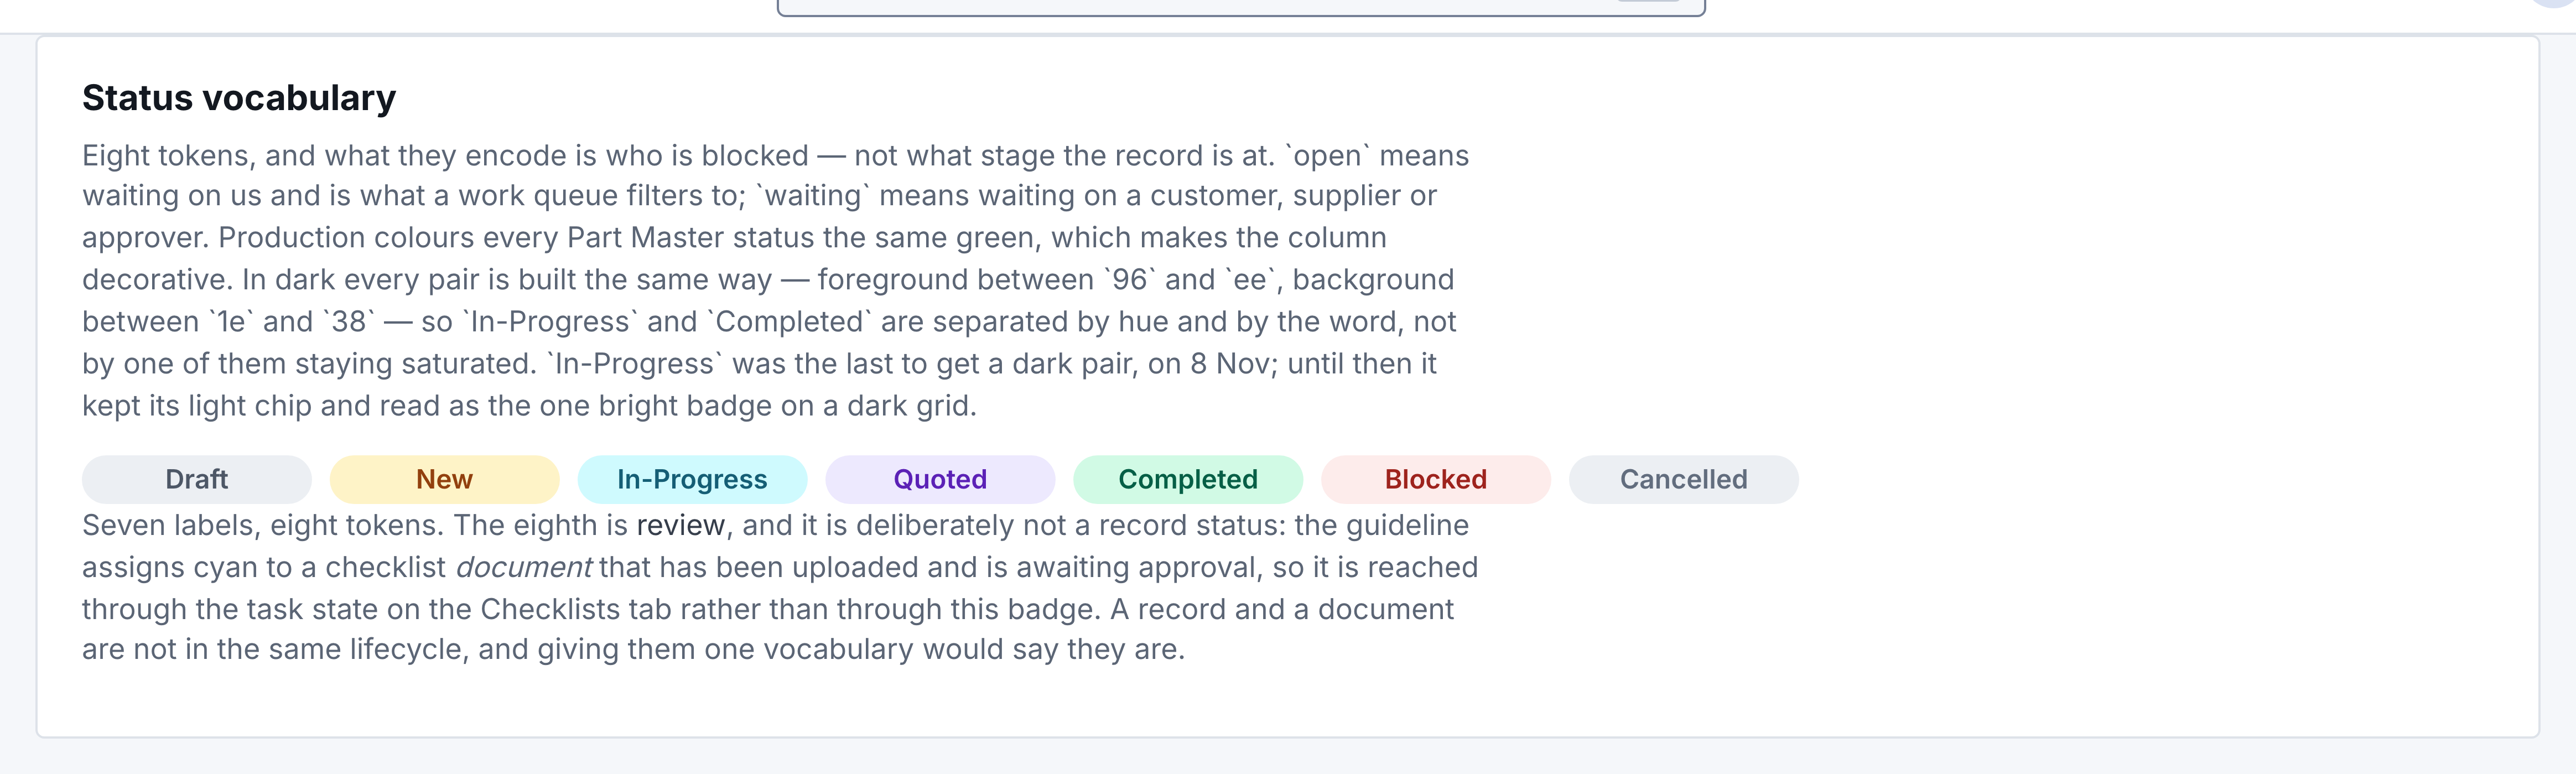 Status vocabulary
Eight tokens, and what they encode is who is blocked — not what stage the record is at. `open` means
waiting on us and is what a work queue filters to; `waiting` means waiting on a customer, supplier or
approver. Production colours every Part Master status the same green, which makes the column
decorative. In dark every pair is built the same way — foreground between `96` and `ee`, background
between `1e` and `38` — so `In-Progress` and `Completed` are separated by hue and by the word, not
by one of them staying saturated. `In-Progress` was the last to get a dark pair, on 8 Nov; until then it
kept its light chip and read as the one bright badge on a dark grid.
Draft New In-Progress Quoted Completed Blocked Cancelled
Seven labels, eight tokens. The eighth is review, and it is deliberately not a record status: the guideline
assigns cyan to a checklist document that has been uploaded and is awaiting approval, so it is reached
through the task state on the Checklists tab rather than through this badge. A record and a document
are not in the same lifecycle, and giving them one vocabulary would say they are.